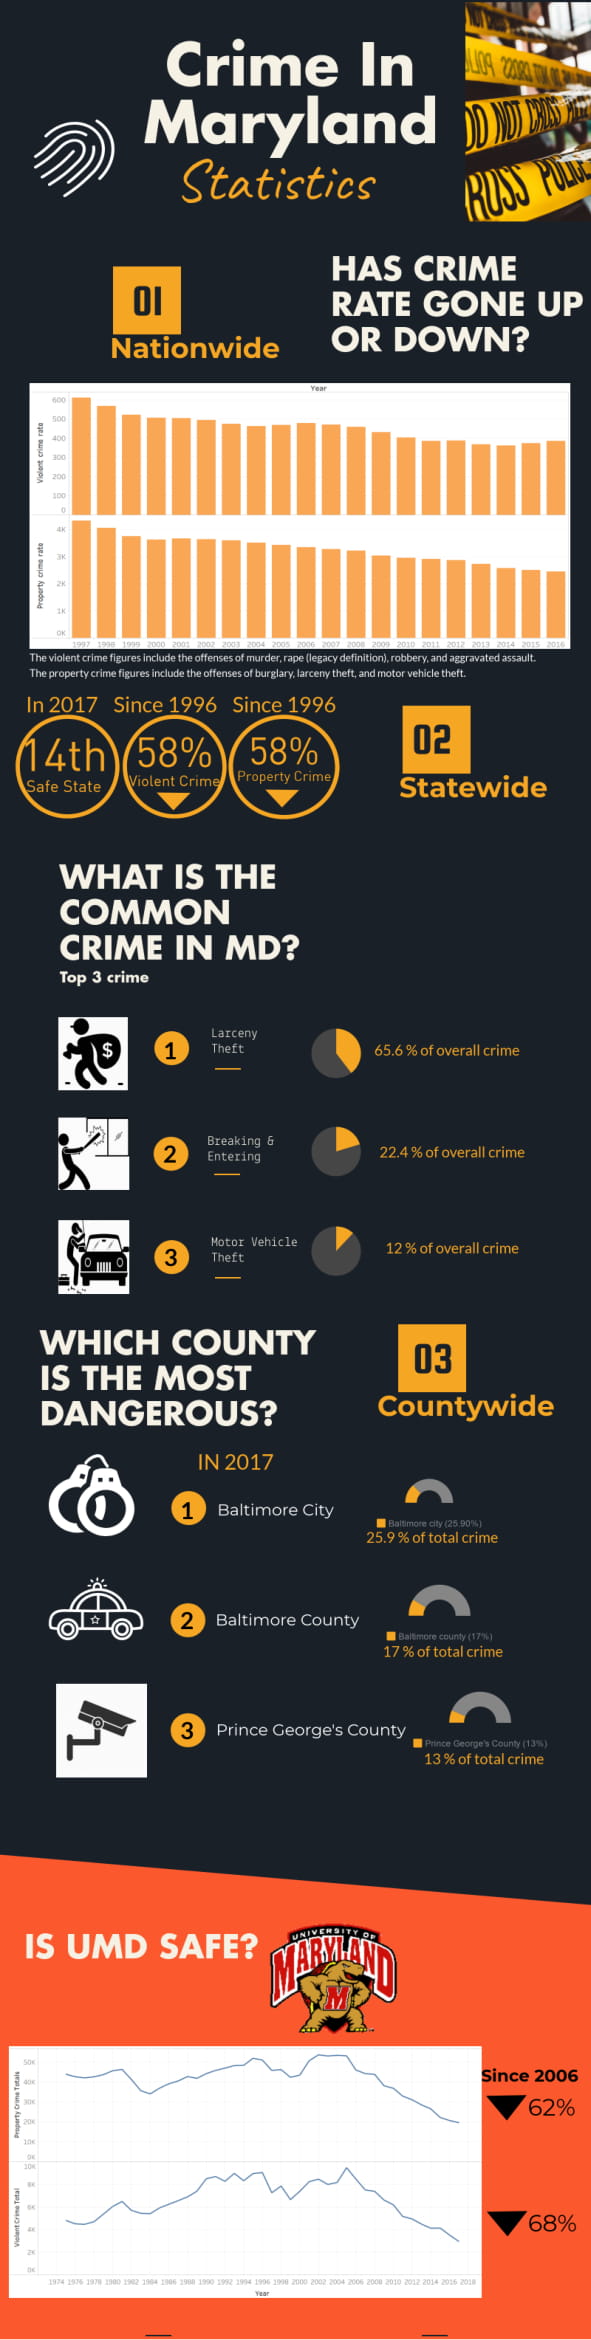 Crime In
Maryland
Statistics
DO NOT CROSS
CROSS POLICE
01
Nationwide
HAS CRIME
RATE GONE UP
OR DOWN?
Year
Violent crime rate
600
500
400
300
200
100
0
Property crime rate
4K
3K
2K
1K
0K
1997 1998 1999 2000 2001 2002 2003 2004 2005 2006 2007 2008 2009 2010 2011 2012 2013 2014 2015 2016
The violent crime figures include the offenses of murder, rape (legacy definition), robbery, and aggravated assault.
The property crime figures include the offenses of burglary, larceny theft, and motor vehicle theft.
In 2017 Since 1996 Since 1996
14th
Safe State
58%
Violent Crime
58%
Property Crime
02
Statewide
WHAT IS THE
COMMON
CRIME IN MD?
Top 3 crime
$
1
Larceny
Theft
65.6 % of overall crime
2
Breaking &
Entering
22.4 % of overall crime
3
Motor Vehicle
Theft
12 % of overall crime
WHICH COUNTY
IS THE MOST
DANGEROUS?
03
Countywide
IN 2017
1 Baltimore City
Baltimore city (25.90%)
25.9 % of total crime
2 Baltimore County
Baltimore county (17%)
17 % of total crime
3 Prince George's County
Prince George's County (13%)
13 % of total crime
IS UMD SAFE?
UNIVERSITY OF
MARYLAND
M
Property Crime Totals
50K
40K
30K
20K
10K
0K
Violent Crime Total
10K
8K
6K
4K
2K
0K
1974 1976 1978 1980 1982 1984 1986 1988 1990 1992 1994 1996 1998 2000 2002 2004 2006 2008 2010 2012 2014 2016 2018
Year
Since 2006
62%
68%